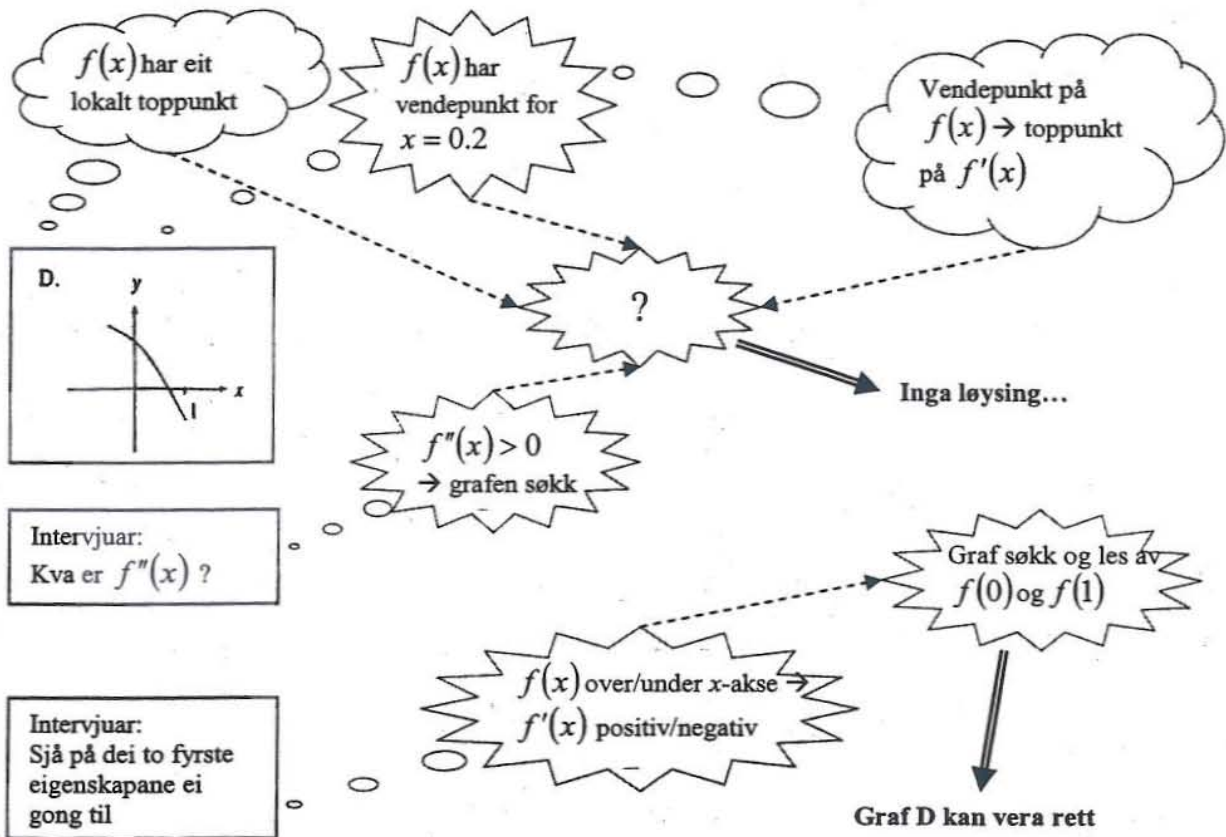 f(x) har eit
lokalt toppunkt
f(x) har
vendepunkt for
x = 0.2
Vendepunkt på
f(x) → toppunkt
på f'(x)
D.
y
x
1
?
Inga løysing...
f''(x) > 0
→ grafen søkk
Intervjuar:
Kva er f''(x) ?
Graf søkk og les av
f(0) og f(1)
f(x) over/under x-akse →
f'(x) positiv/negativ
Intervjuar:
Sjå på dei to fyrste
eigenskapane ei
gong til
Graf D kan vera rett